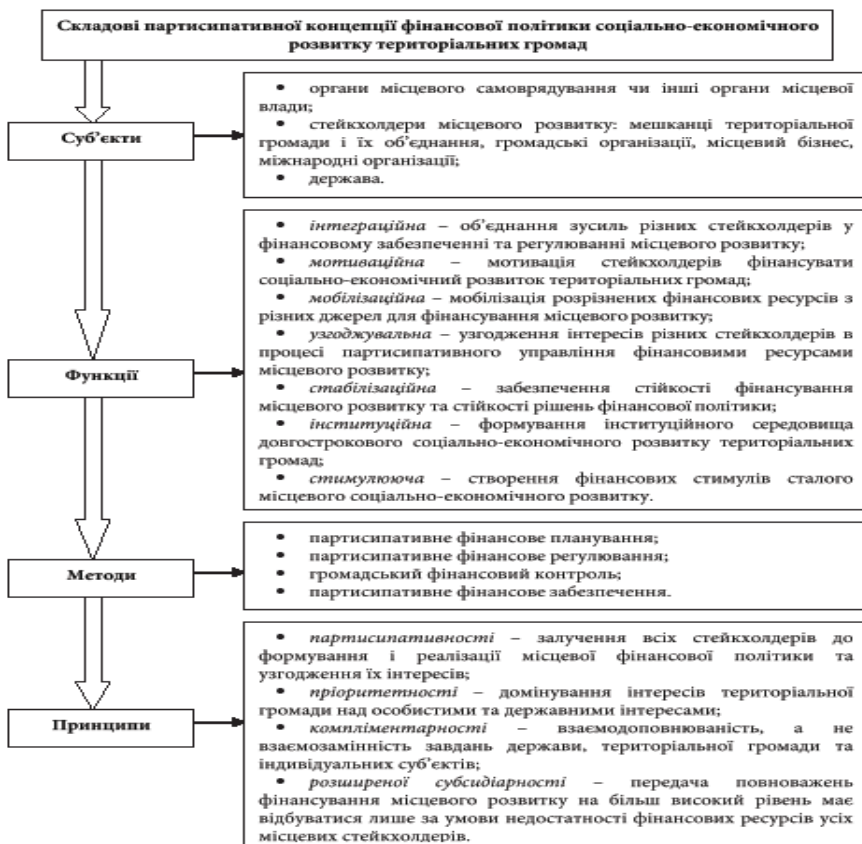 Складові партисипативної концепції фінансової політики соціально-економічного
розвитку територіальних громад
Суб’єкти
• органи місцевого самоврядування чи інші органи місцевої
влади;
• стейкхолдери місцевого розвитку: мешканці територіальної
громади і їх об’єднання, громадські організації, місцевий бізнес,
міжнародні організації;
• держава.
Функції
• інтеграційна – об’єднання зусиль різних стейкхолдерів у
фінансовому забезпеченні та регулюванні місцевого розвитку;
• мотиваційна – мотивація стейкхолдерів фінансувати
соціально-економічний розвиток територіальних громад;
• мобілізаційна – мобілізація розрізнених фінансових ресурсів з
різних джерел для фінансування місцевого розвитку;
• узгоджувальна – узгодження інтересів різних стейкхолдерів в
процесі партисипативного управління фінансовими ресурсами
місцевого розвитку;
• стабілізаційна – забезпечення стійкості фінансування
місцевого розвитку та стійкості рішень фінансової політики;
• інституційна – формування інституційного середовища
довгострокового соціально-економічного розвитку територіальних
громад;
• стимулююча – створення фінансових стимулів сталого
місцевого соціально-економічного розвитку.
Методи
• партисипативне фінансове планування;
• партисипативне фінансове регулювання;
• громадський фінансовий контроль;
• партисипативне фінансове забезпечення.
Принципи
• партисипативності – залучення всіх стейкхолдерів до
формування і реалізації місцевої фінансової політики та
узгодження їх інтересів;
• пріоритетності – домінування інтересів територіальної
громади над особистими та державними інтересами;
• компліментарності – взаємодоповнюваність, а не
взаємозамінність завдань держави, територіальної громади та
індивідуальних суб’єктів;
• розширеної субсидіарності – передача повноважень
фінансування місцевого розвитку на більш високий рівень має
відбуватися лише за умови недостатності фінансових ресурсів усіх
місцевих стейкхолдерів.